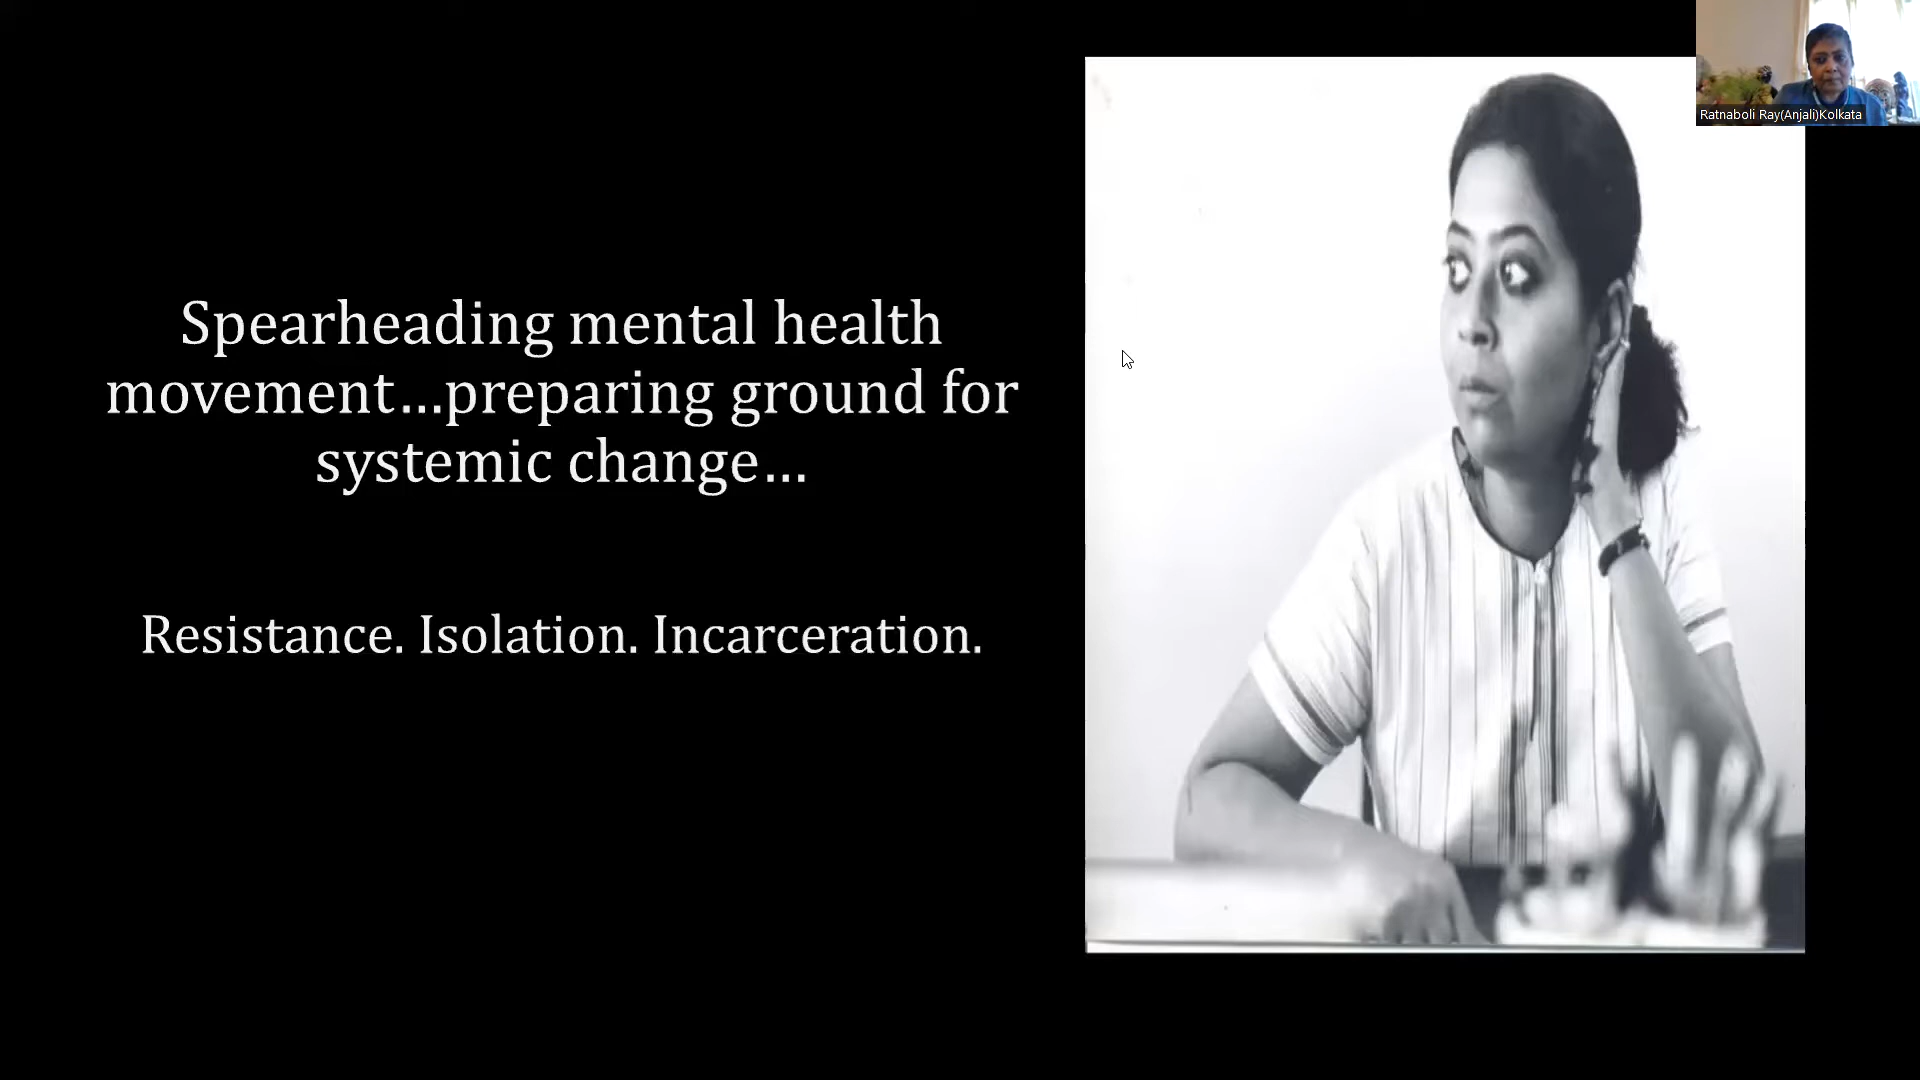 Ratnaboli Ray(Anjali)Kolkata
Spearheading mental health
movement...preparing ground for
systemic change...
Resistance. Isolation. Incarceration.